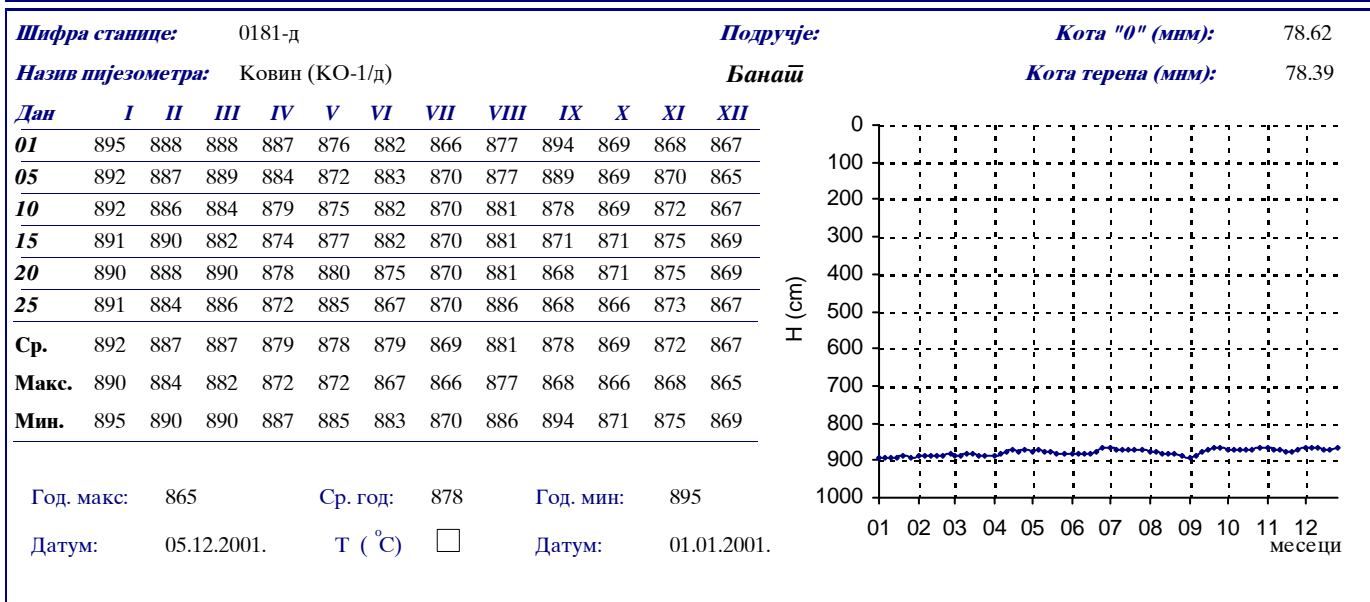 Шифра станице: 0181-д Подручје: Кота "0" (мнм): 78.62
Назив пијезометра: Ковин (КО-1/д) Банат Кота терена (мнм): 78.39
Дан I II III IV V VI VII VIII IX X XI XII
01 895 888 888 887 876 882 866 877 894 869 868 867
05 892 887 889 884 872 883 870 877 889 869 870 865
10 892 886 884 879 875 882 870 881 878 869 872 867
15 891 890 882 874 877 882 870 881 871 871 875 869
20 890 888 890 878 880 875 870 881 868 871 875 869
25 891 884 886 872 885 867 870 886 868 866 873 867
Ср. 892 887 887 879 878 879 869 881 878 869 872 867
Макс. 890 884 882 872 872 867 866 877 868 866 868 865
Мин. 895 890 890 887 885 883 870 886 894 871 875 869
Год. макс: 865 Ср. год: 878 Год. мин: 895
Датум: 05.12.2001. Т ( °С) Датум: 01.01.2001.
H (cm)
0
100
200
300
400
500
600
700
800
900
1000
01 02 03 04 05 06 07 08 09 10 11 12
месеци